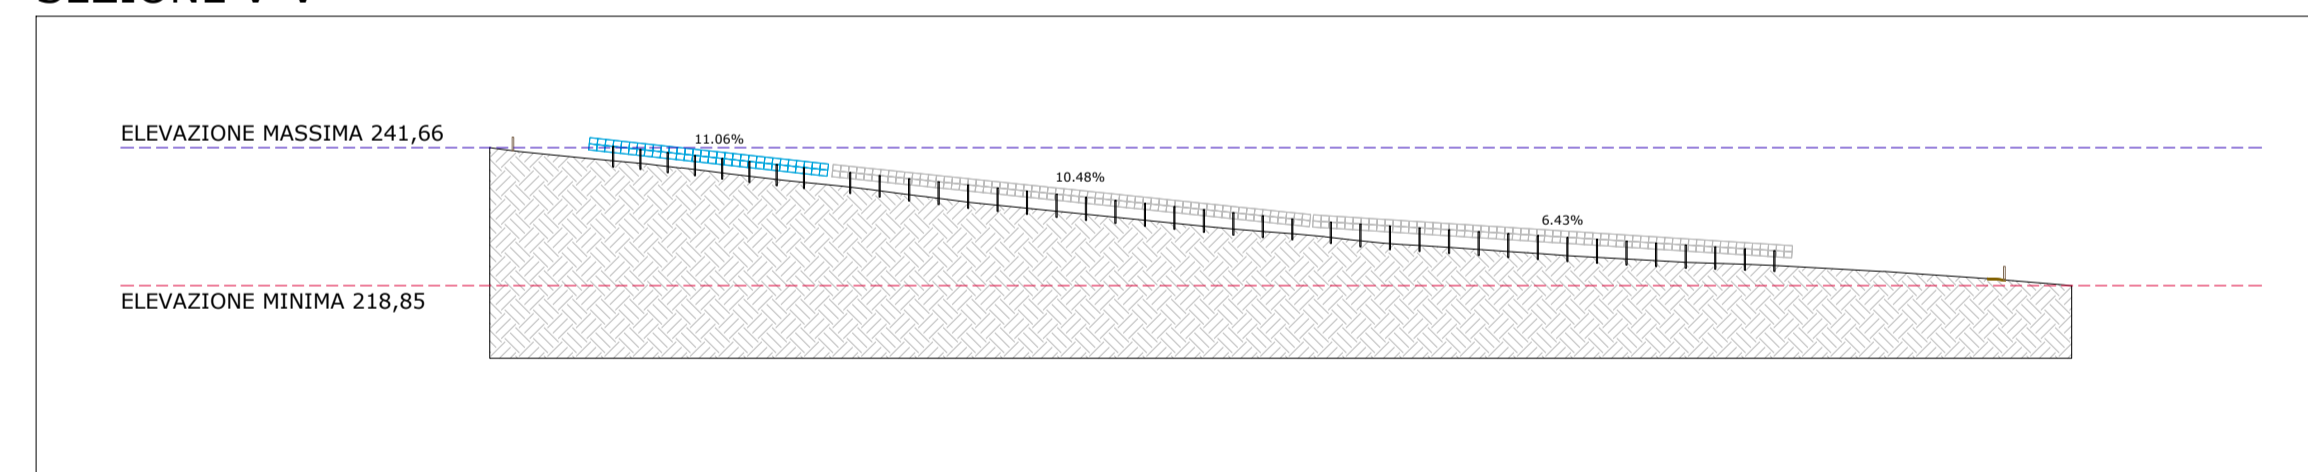 ELEVAZIONE MASSIMA 241,66
11.06%
10.48%
6.43%
ELEVAZIONE MINIMA 218,85